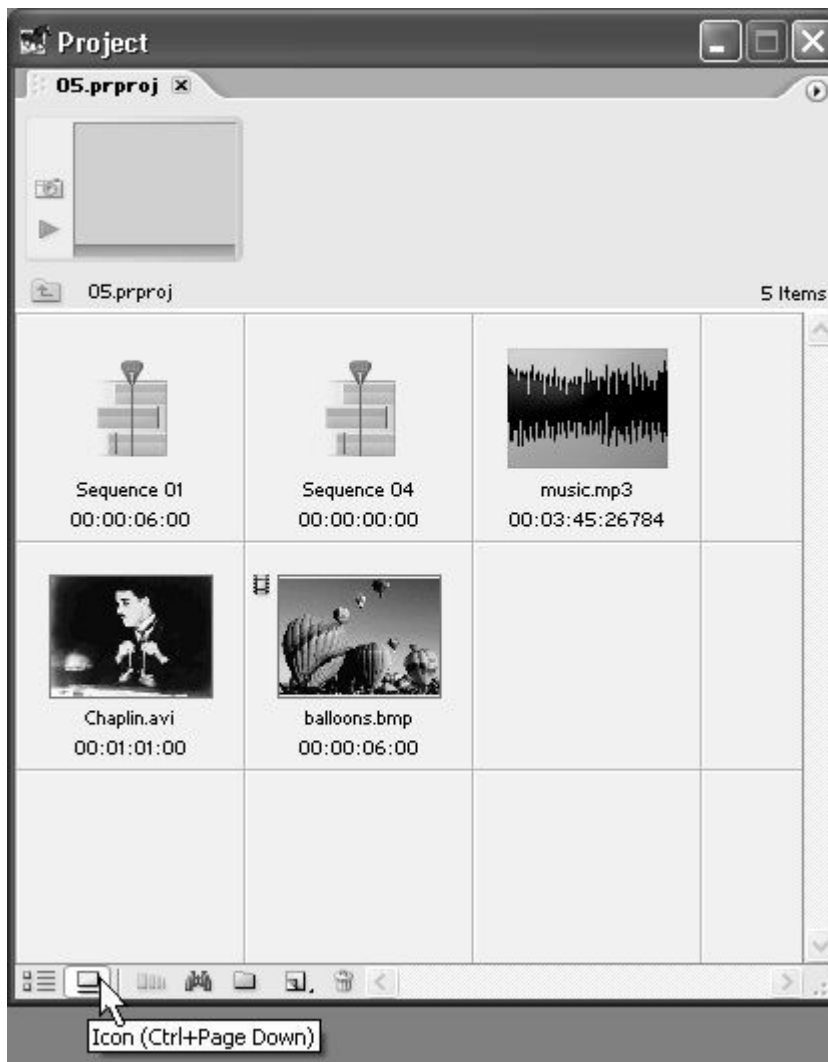 Project
05.prproj
05.prproj
5 Items
Sequence 01
00:00:06:00
Sequence 04
00:00:00:00
music.mp3
00:03:45:26784
Chaplin.avi
00:01:01:00
balloons.bmp
00:00:06:00
Icon (Ctrl+Page Down)